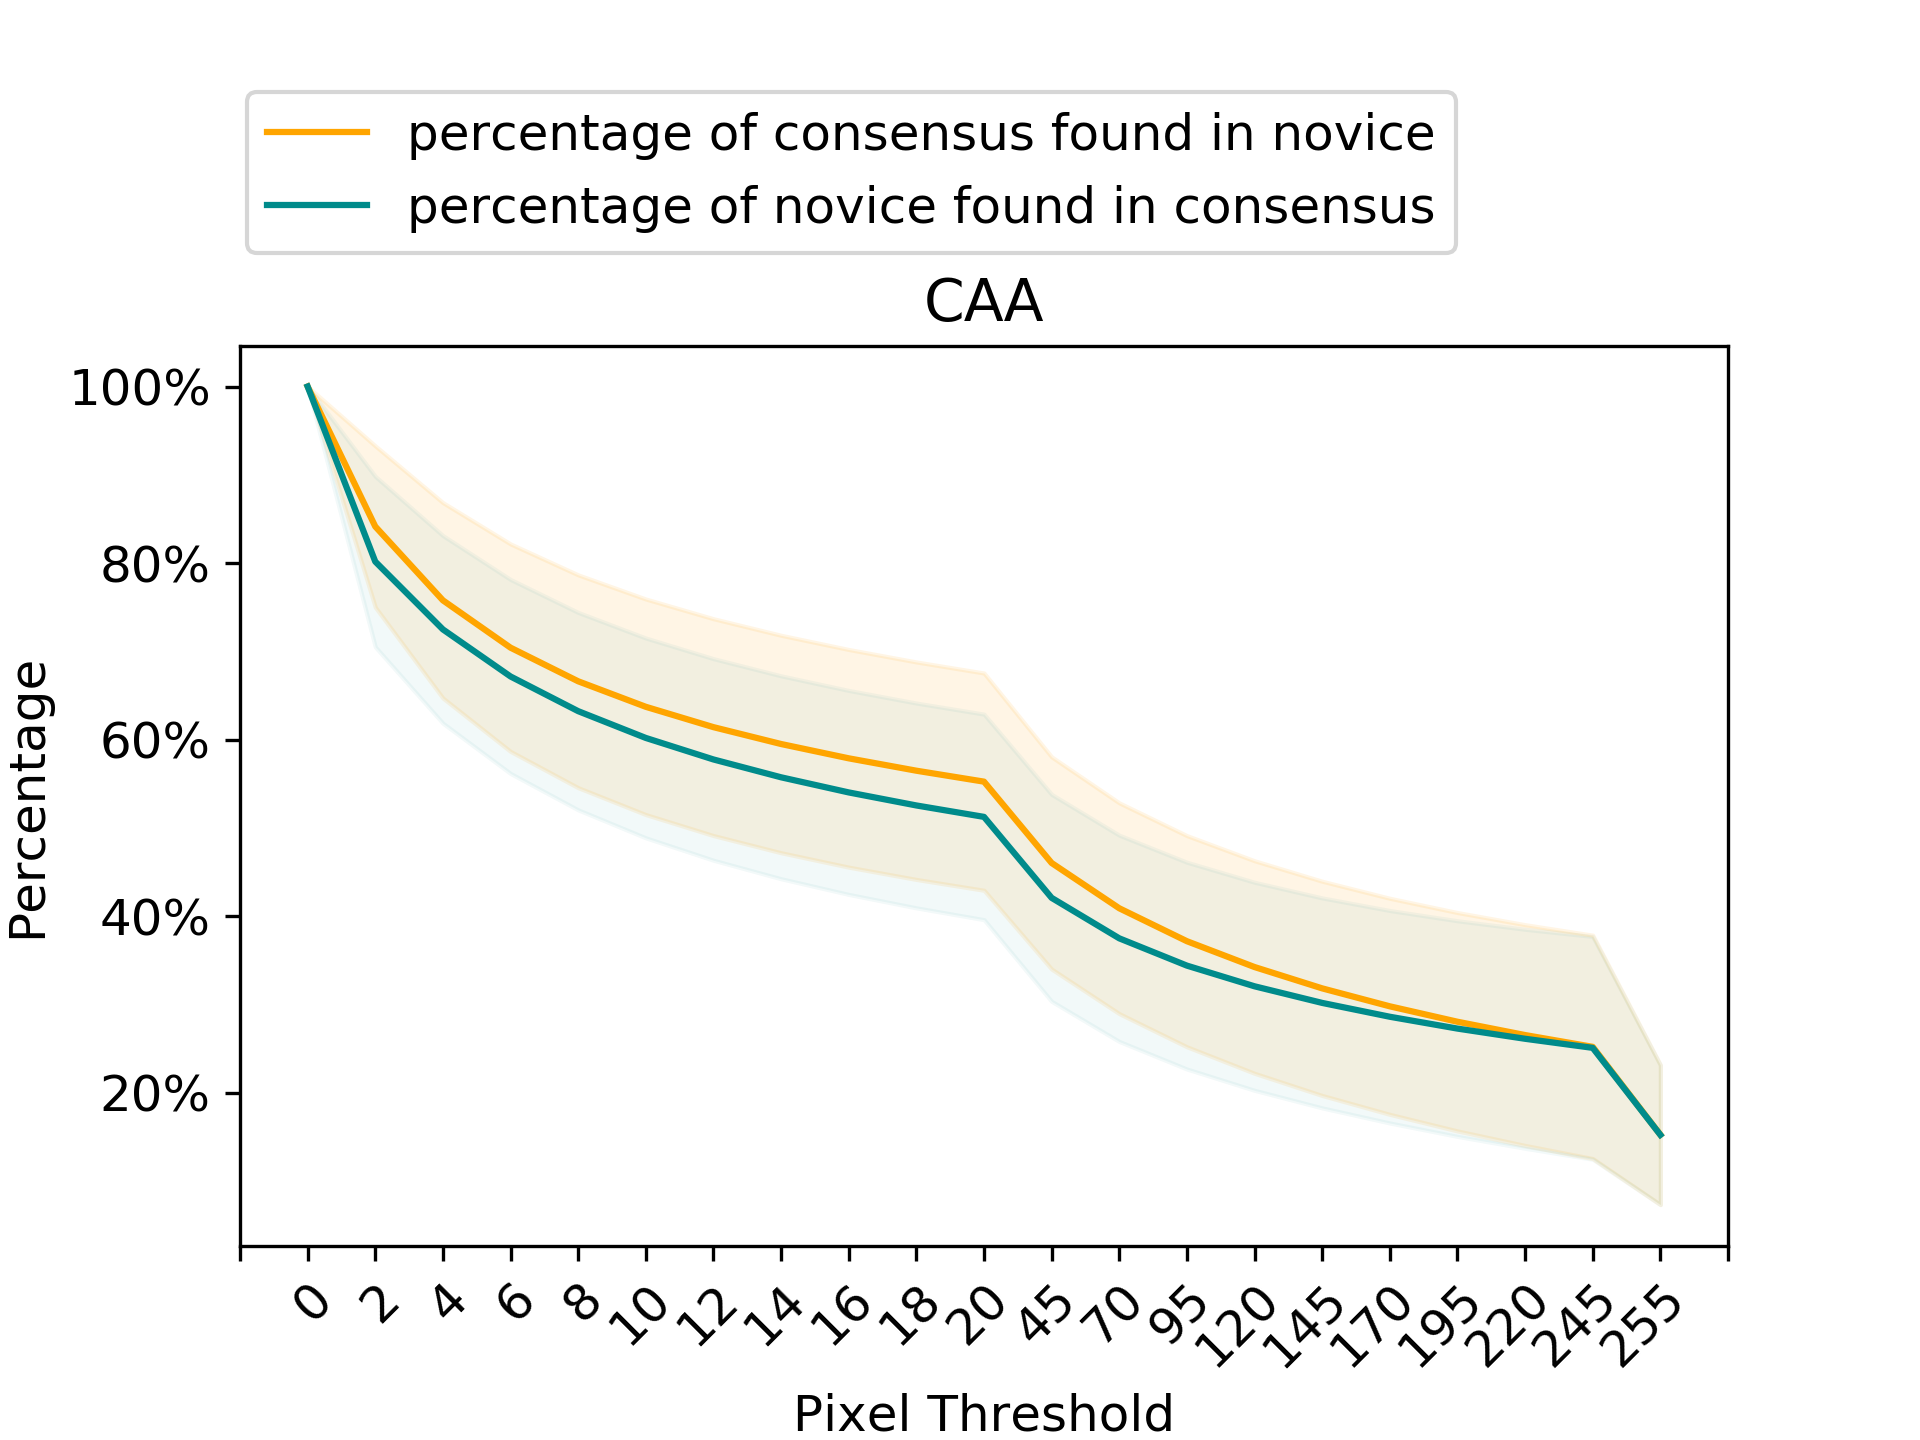 percentage of consensus found in novice
percentage of novice found in consensus
CAA
100%
80%
60%
40%
20%
Percentage
0 2 4 6 8 10 12 14 16 18 20 45 70 95 120 145 170 195 220 245 255
Pixel Threshold